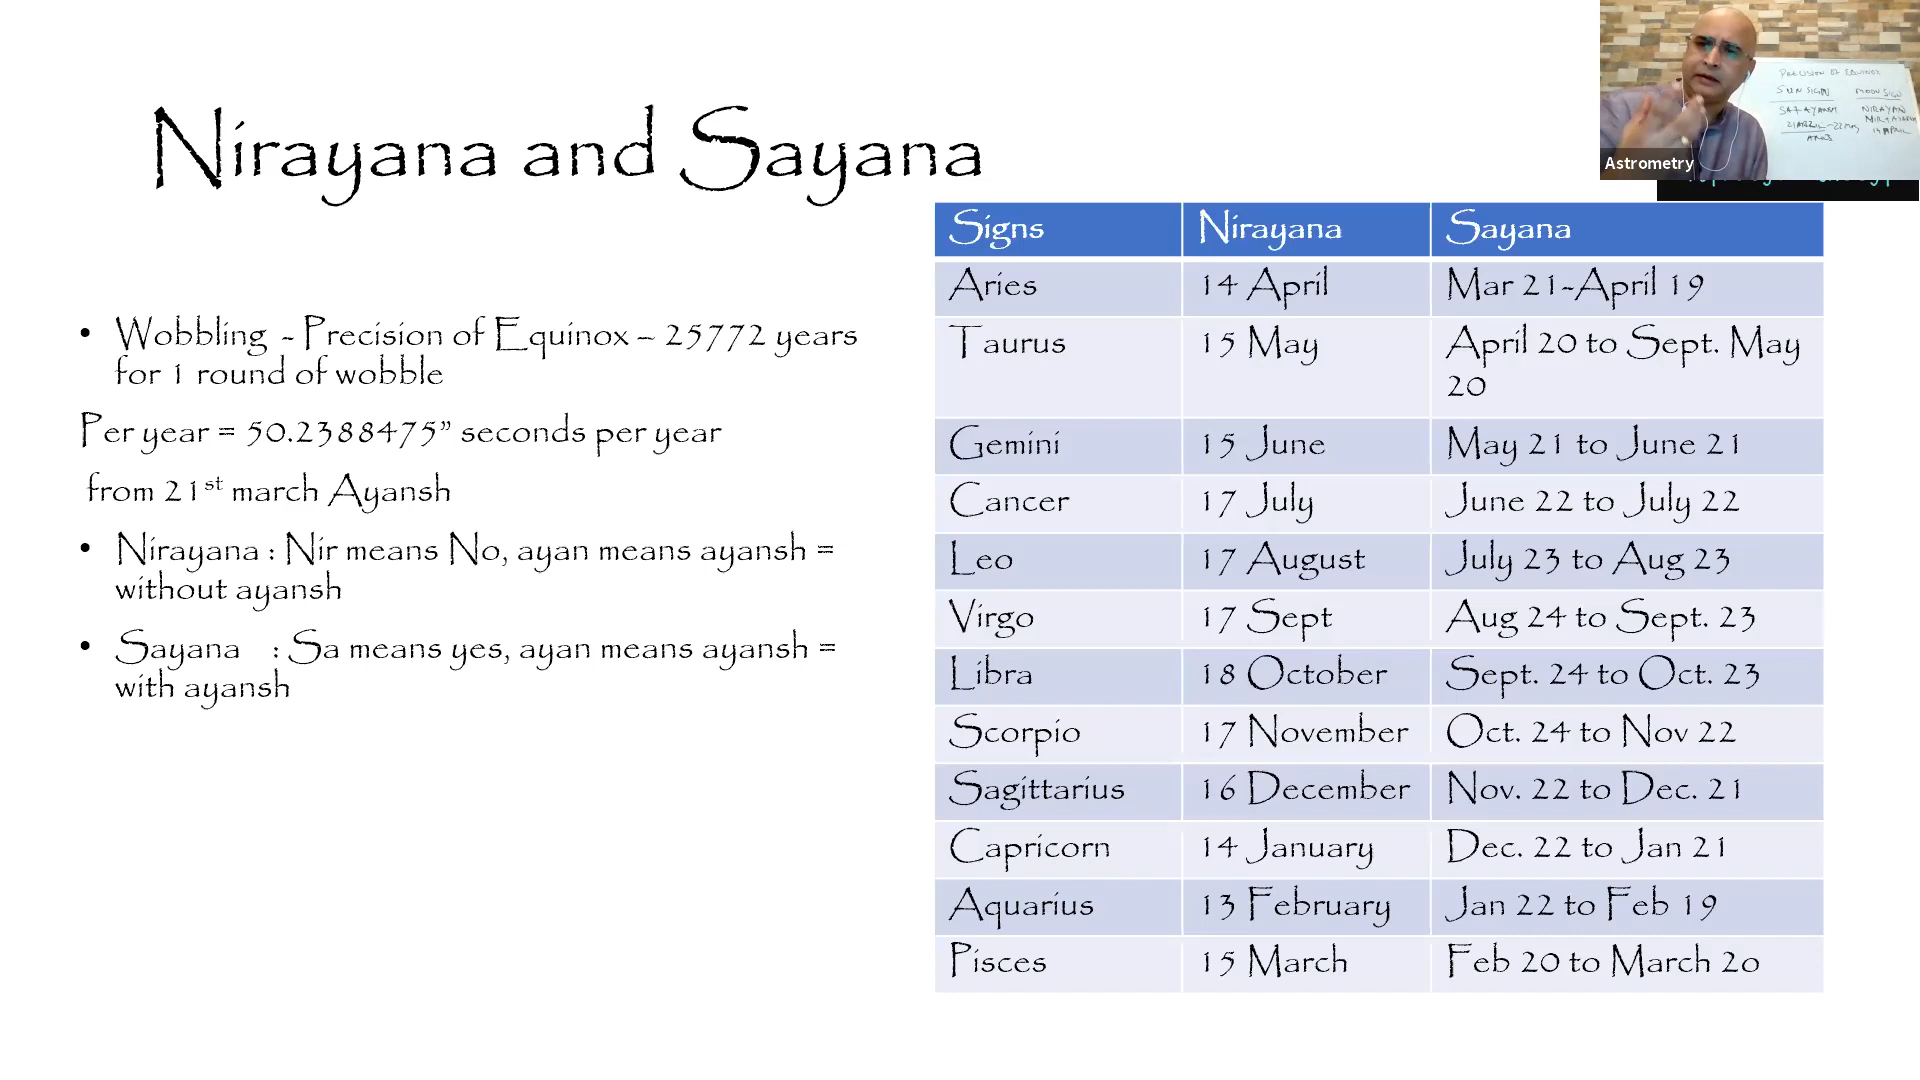 Nirayana and Sayana
• Wobbling - Precision of Equinox – 25772 years
for 1 round of wobble
Per year = 50.2388475” seconds per year
from 21st march Ayansh
• Nirayana : Nir means No, ayan means ayansh =
without ayansh
• Sayana : Sa means yes, ayan means ayansh =
with ayansh
Signs Nirayana Sayana
Aries 14 April Mar 21-April 19
Taurus 15 May April 20 to Sept. May
20
Gemini 15 June May 21 to June 21
Cancer 17 July June 22 to July 22
Leo 17 August July 23 to Aug 23
Virgo 17 Sept Aug 24 to Sept. 23
Libra 18 October Sept. 24 to Oct. 23
Scorpio 17 November Oct. 24 to Nov 22
Sagittarius 16 December Nov. 22 to Dec. 21
Capricorn 14 January Dec. 22 to Jan 21
Aquarius 13 February Jan 22 to Feb 19
Pisces 15 March Feb 20 to March 2o
PRECISION OF EQUINOX
SUN SIGN MOON SIGN
NIRAYAN
14 APRIL
Astrometry